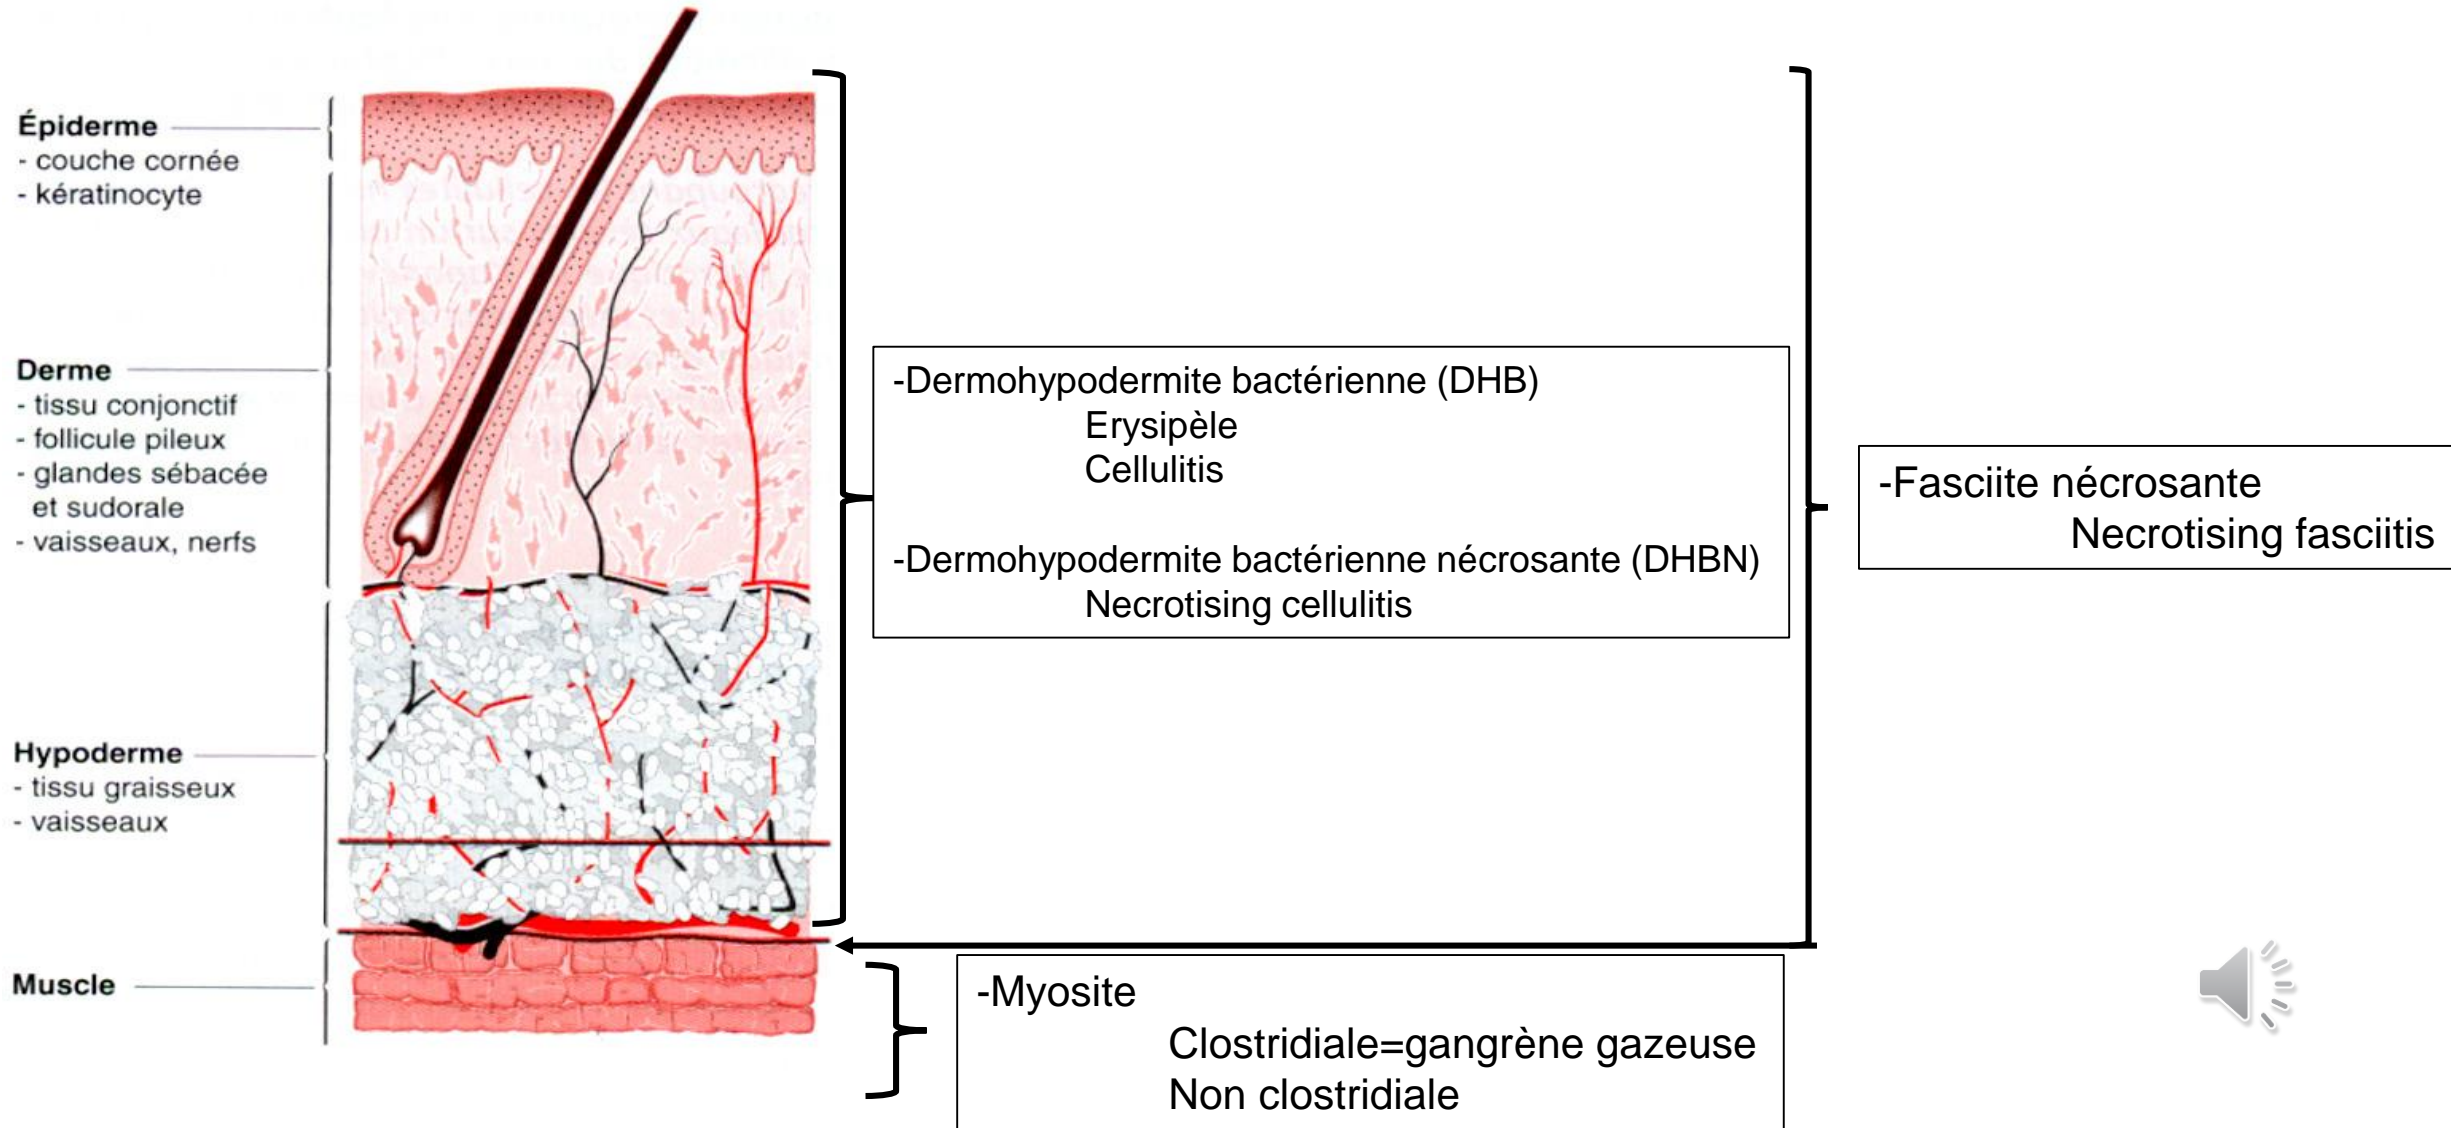 Épiderme
- couche cornée
- kératinocyte
Derme
- tissu conjonctif
- follicule pileux
- glandes sébacée
et sudorale
- vaisseaux, nerfs
Hypoderme
- tissu graisseux
- vaisseaux
Muscle
-Dermohypodermite bactérienne (DHB)
Erysipèle
Cellulitis
-Dermohypodermite bactérienne nécrosante (DHBN)
Necrotising cellulitis
-Fasciite nécrosante
Necrotising fasciitis
-Myosite
Clostridiale=gangrène gazeuse
Non clostridiale